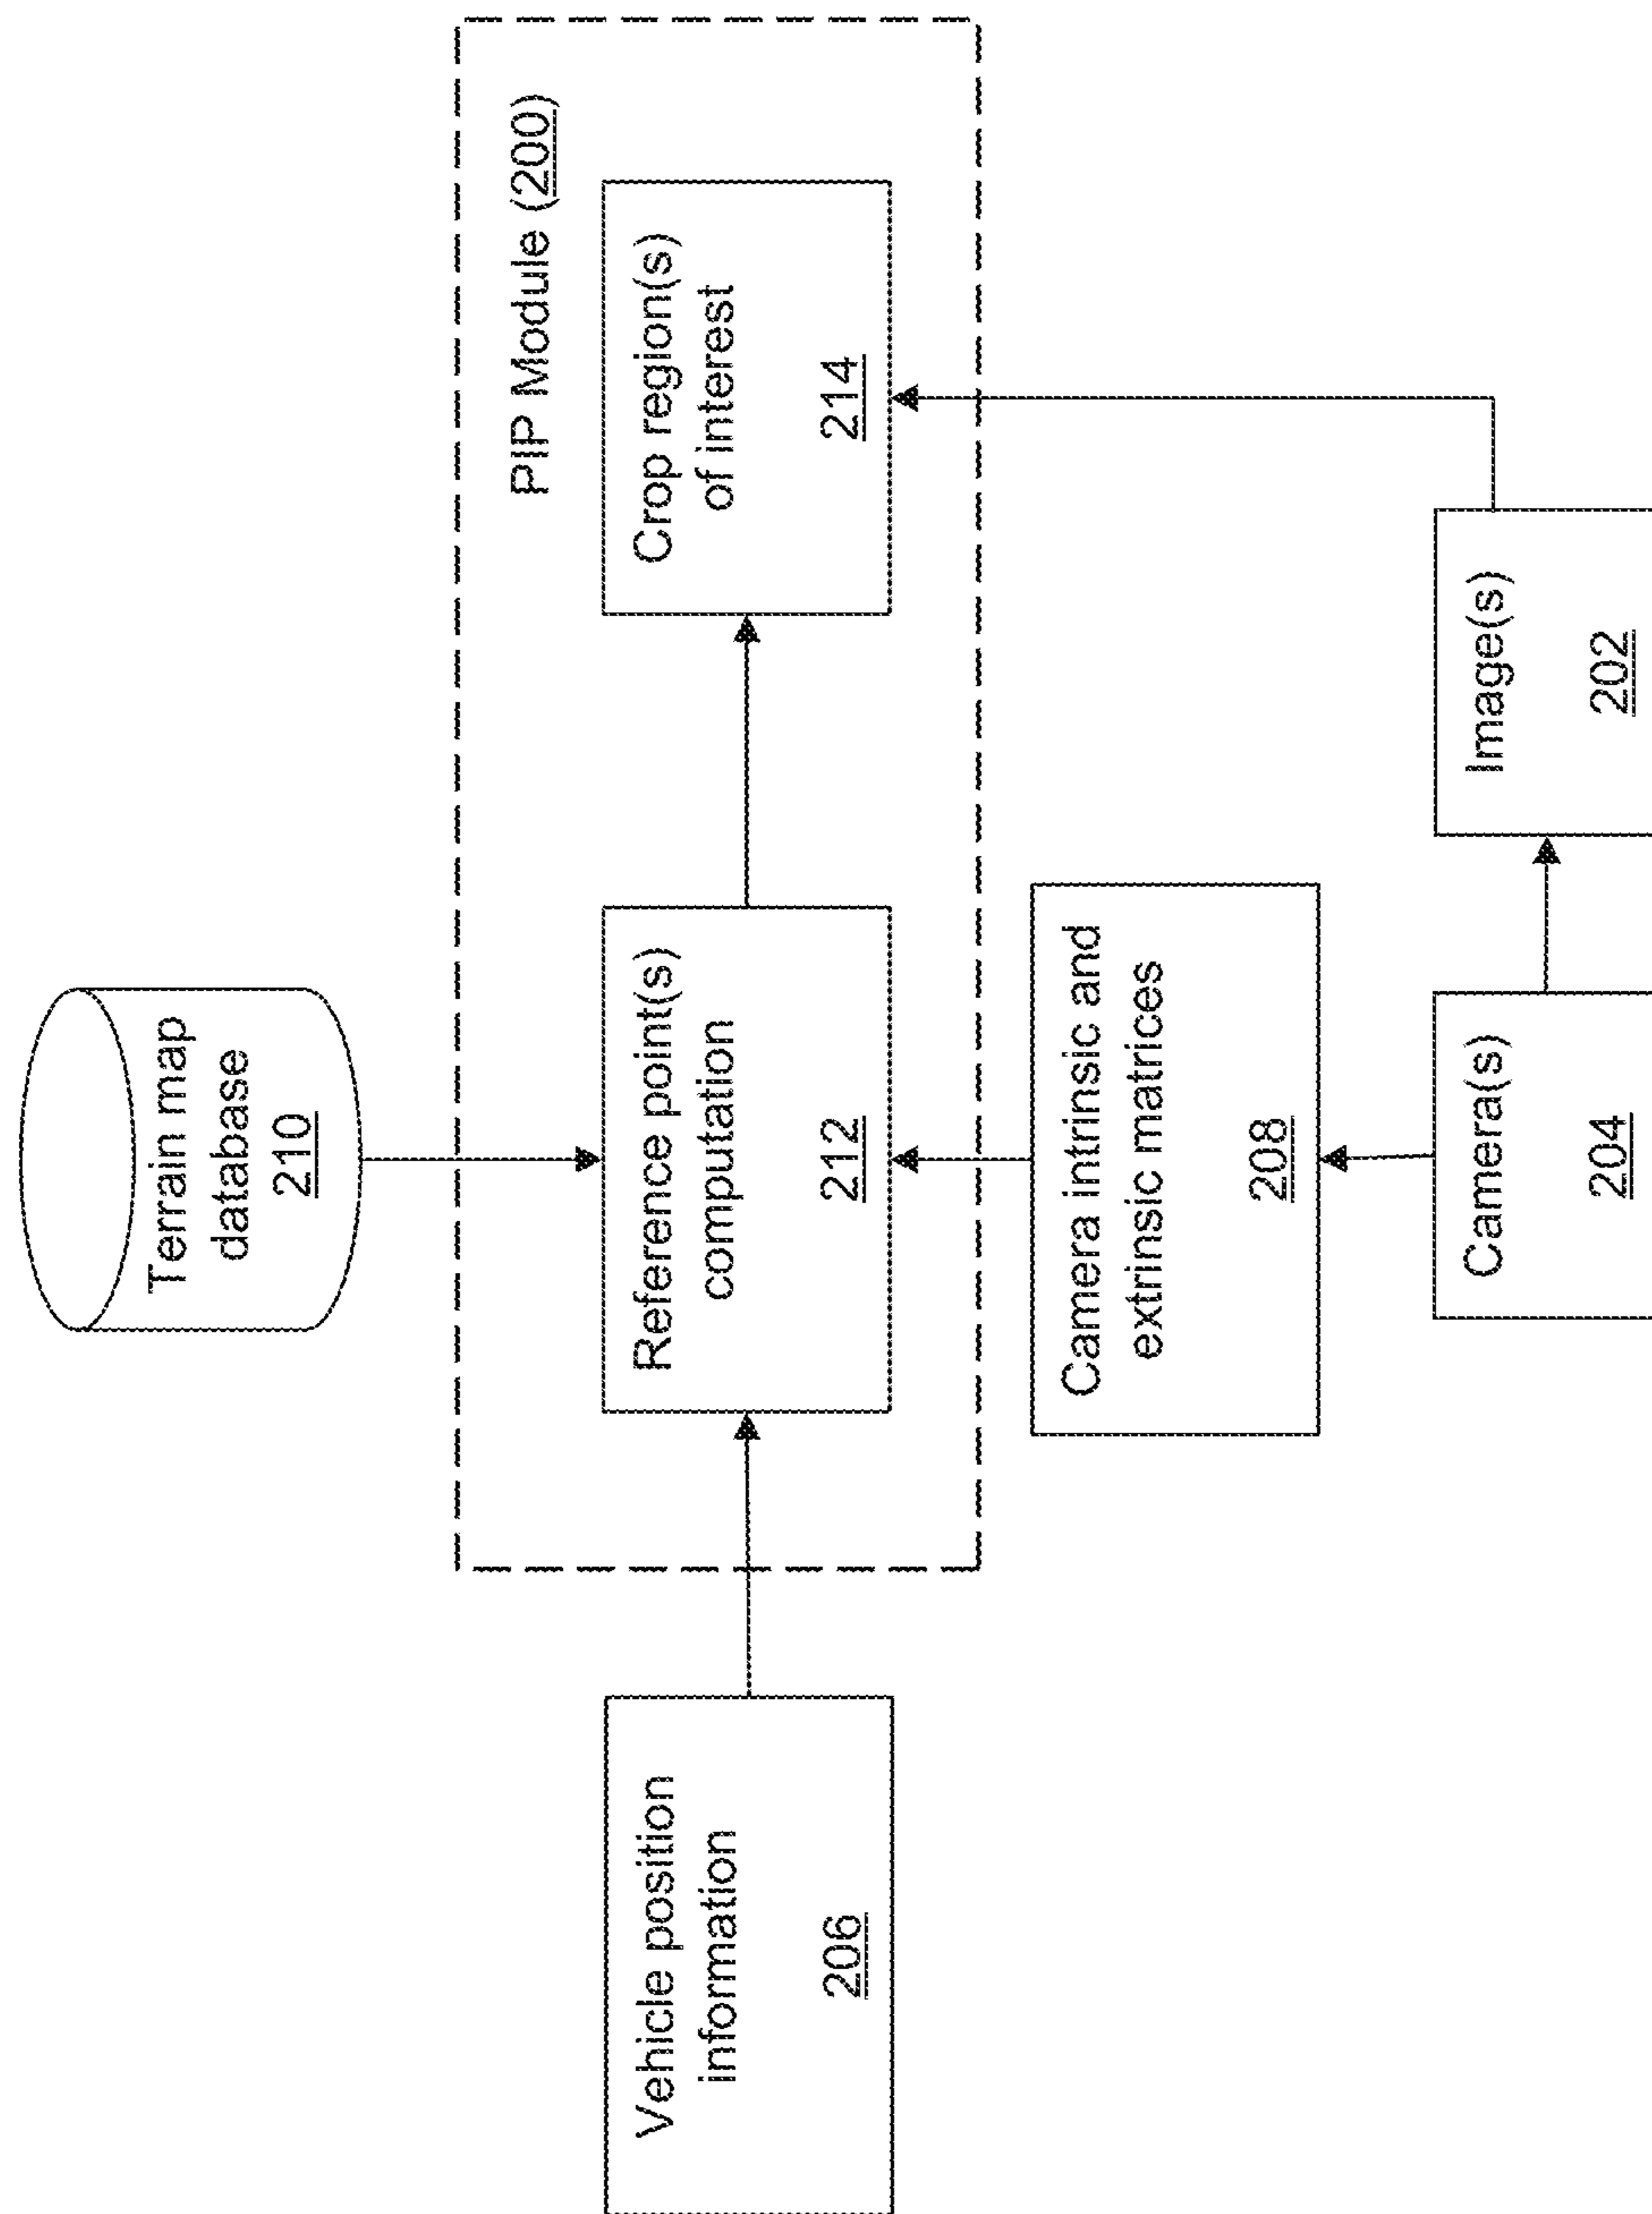 Terrain map
database
210
PIP Module (200)
Vehicle position
information
206
Reference point(s)
computation
212
Crop region(s)
of interest
214
Camera intrinsic and
extrinsic matrices
208
Camera(s)
204
Image(s)
202